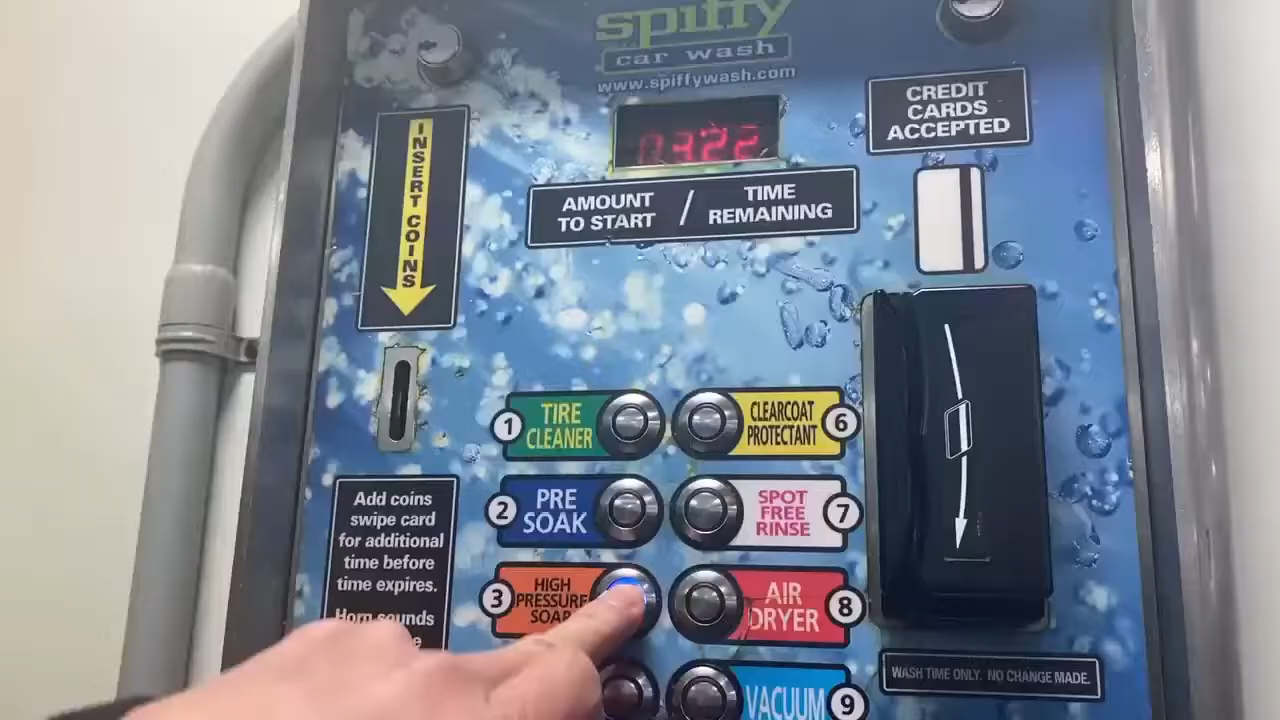 spiffy
car wash
www.spiffywash.com
CREDIT
CARDS
ACCEPTED
INSERT COINS
0322
AMOUNT
TO START
/
TIME
REMAINING
1
TIRE
CLEANER
CLEARCOAT
PROTECTANT
6
2
PRE
SOAK
SPOT
FREE
RINSE
7
3
HIGH
PRESSURE
SOAP
AIR
DRYER
8
VACUUM
9
Add coins
swipe card
for additional
time before
time expires.
Horn sounds
WASH TIME ONLY. NO CHANGE MADE.